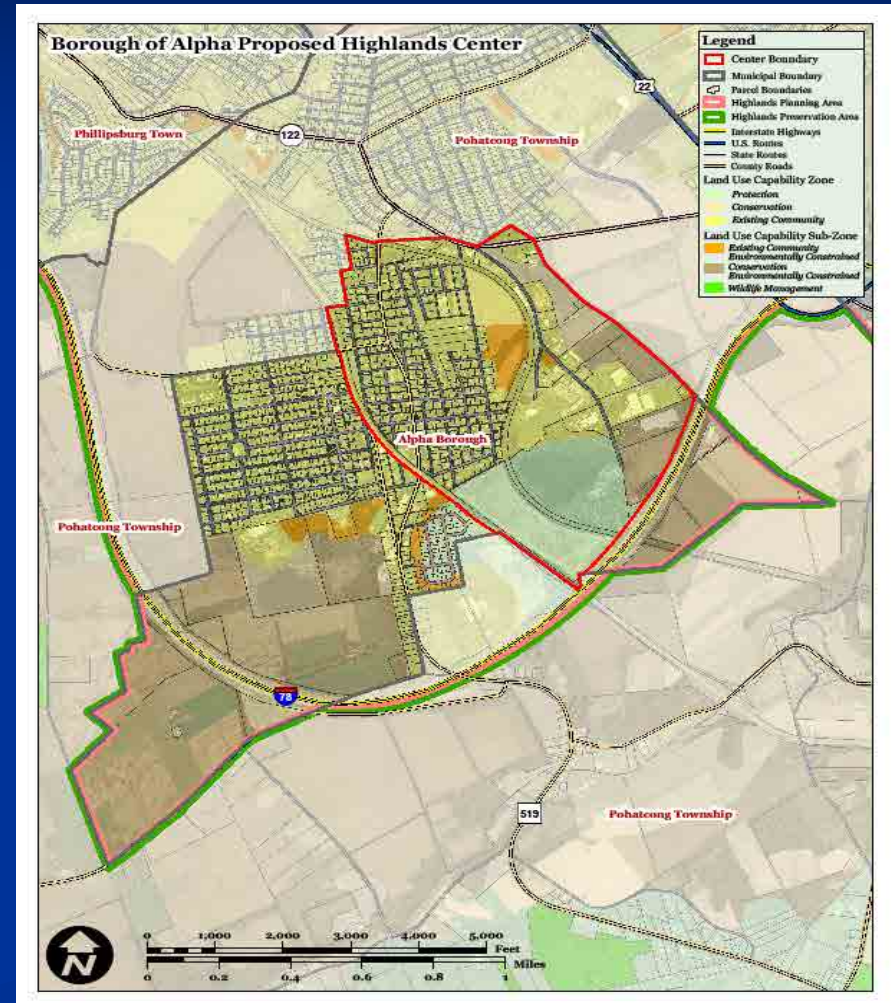 Borough of Alpha Proposed Highlands Center
Legend
Center Boundary
Municipal Boundary
Parcel Boundaries
Highlands Planning Area
Highlands Preservation Area
Interstate Highways
U.S. Routes
State Routes
County Roads
Land Use Capability Zone
Protection
Conservation
Existing Community
Land Use Capability Sub-Zone
Existing Community
Environmentally Constrained
Conservation
Environmentally Constrained
Wildlife Management
22
122
Phillipsburg Town
Pohatcong Township
Alpha Borough
Pohatcong Township
78
519
Pohatcong Township
N
0 1,000 2,000 3,000 4,000 5,000
Feet
Miles
0 0.2 0.4 0.6 0.8 1